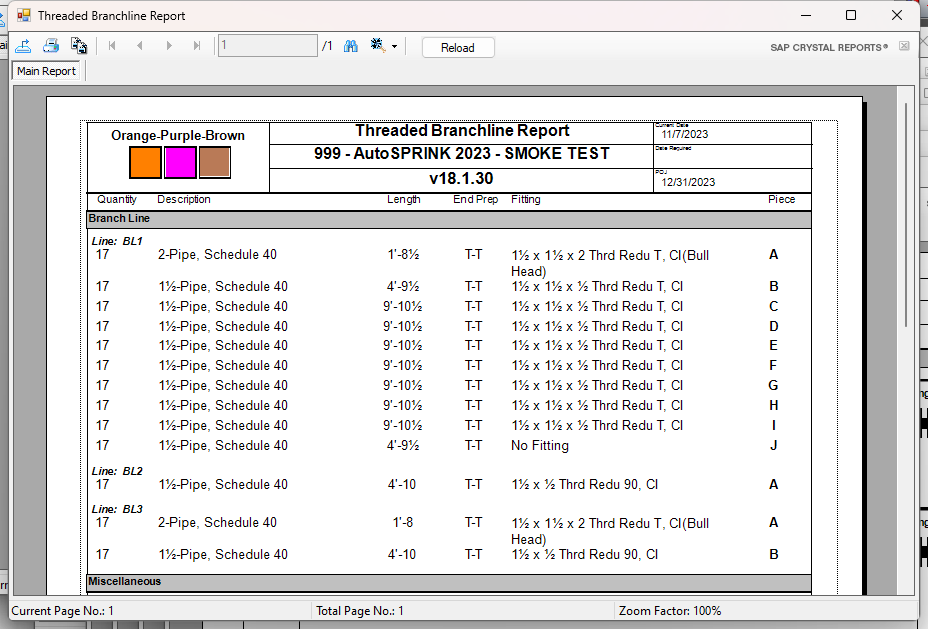 Threaded Branchline Report
1 /1 Reload SAP CRYSTAL REPORTS®
Main Report
Orange-Purple-Brown Threaded Branchline Report Current Date 11/7/2023
999 - AutoSPRINK 2023 - SMOKE TEST Date Required
v18.1.30 12/31/2023
Quantity Description Length End Prep Fitting Piece
Branch Line
Line: BL1
17 2-Pipe, Schedule 40 1'-8½ T-T 1½ x 1½ x 2 Thrd Redu T, CI(Bull A
Head)
17 1½-Pipe, Schedule 40 4'-9½ T-T 1½ x 1½ x ½ Thrd Redu T, CI B
17 1½-Pipe, Schedule 40 9'-10½ T-T 1½ x 1½ x ½ Thrd Redu T, CI C
17 1½-Pipe, Schedule 40 9'-10½ T-T 1½ x 1½ x ½ Thrd Redu T, CI D
17 1½-Pipe, Schedule 40 9'-10½ T-T 1½ x 1½ x ½ Thrd Redu T, CI E
17 1½-Pipe, Schedule 40 9'-10½ T-T 1½ x 1½ x ½ Thrd Redu T, CI F
17 1½-Pipe, Schedule 40 9'-10½ T-T 1½ x 1½ x ½ Thrd Redu T, CI G
17 1½-Pipe, Schedule 40 9'-10½ T-T 1½ x 1½ x ½ Thrd Redu T, CI H
17 1½-Pipe, Schedule 40 9'-10½ T-T 1½ x 1½ x ½ Thrd Redu T, CI I
17 1½-Pipe, Schedule 40 4'-9½ T-T No Fitting J
Line: BL2
17 1½-Pipe, Schedule 40 4'-10 T-T 1½ x ½ Thrd Redu 90, CI A
Line: BL3
17 2-Pipe, Schedule 40 1'-8 T-T 1½ x 1½ x 2 Thrd Redu T, CI(Bull A
Head)
17 1½-Pipe, Schedule 40 4'-10 T-T 1½ x ½ Thrd Redu 90, CI B
Miscellaneous
Current Page No.: 1 Total Page No.: 1 Zoom Factor: 100%